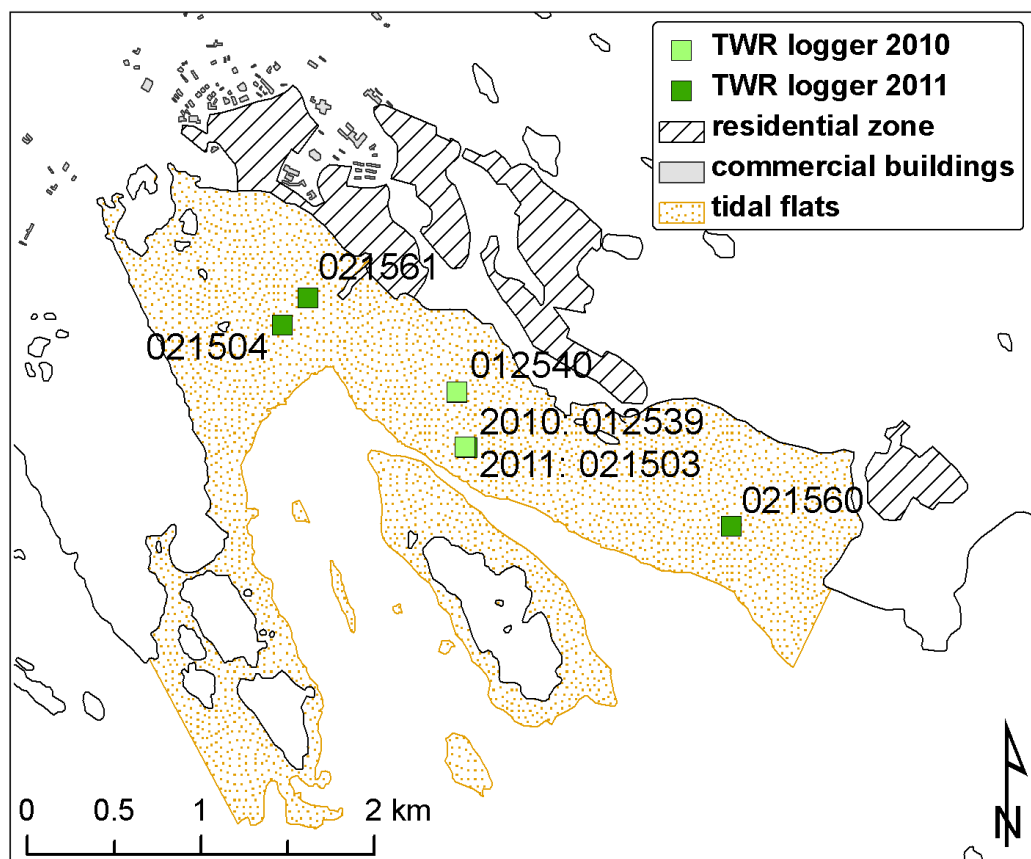 TWR logger 2010
TWR logger 2011
residential zone
commercial buildings
tidal flats
021561
021504
012540
2010: 012539
2011: 021503
021560
0 0.5 1 2 km
N